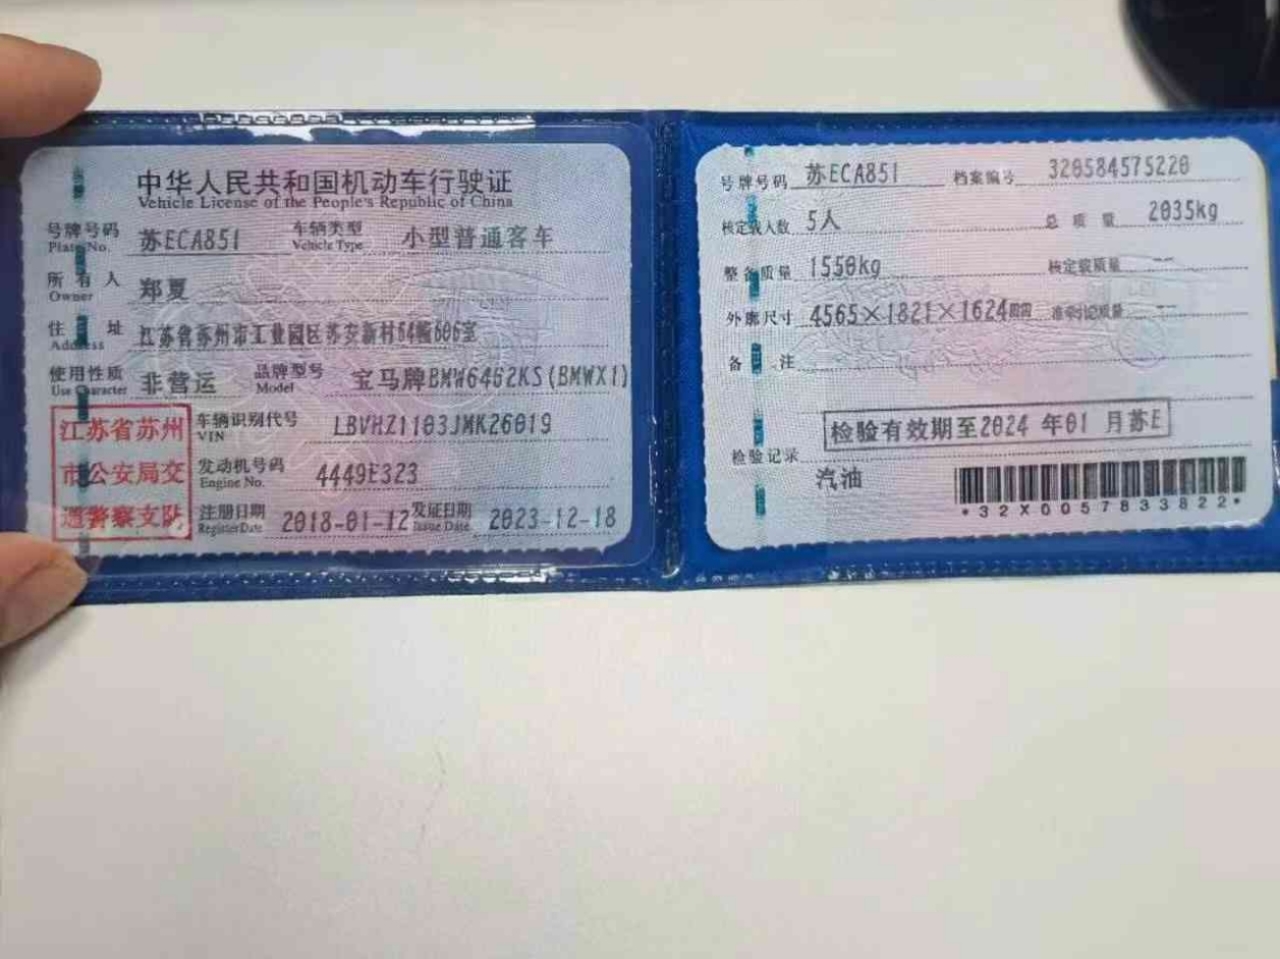 中华人民共和国机动车行驶证
Vehicle License of the People's Republic of China
号牌号码 苏ECA851 车辆类型 小型普通客车
Plate No. Vehicle Type
所有人 郑夏
Owner
住址 江苏省苏州市工业园区苏安新村64幢606室
Address
使用性质 非营运 品牌型号 宝马牌BMW6462KS(BMWX1)
Use Character Model
江苏省苏州市公安局交通警察支队
车辆识别代号 LBVHZ1103JMK26019
VIN
发动机号码 4449E323
Engine No.
注册日期 2018-01-12 发证日期 2023-12-18
Register Date Issue Date
号牌号码 苏ECA851 档案编号 320584575220
核定载人数 5人 总质量 2035kg
整备质量 1550kg 核定载质量 --
外廓尺寸 4565×1821×1624 准牵引总质量 --
备注
检验有效期至2024年01月苏E
检验记录
汽油
*32X0057833822*